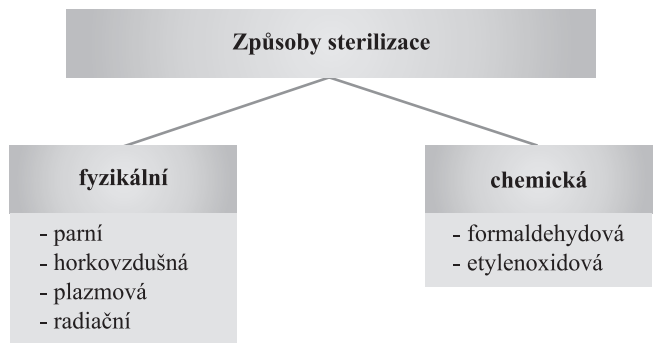 Způsoby sterilizace
fyzikální
- parní
- horkovzdušná
- plazmová
- radiační
chemická
- formaldehydová
- etylenoxidová